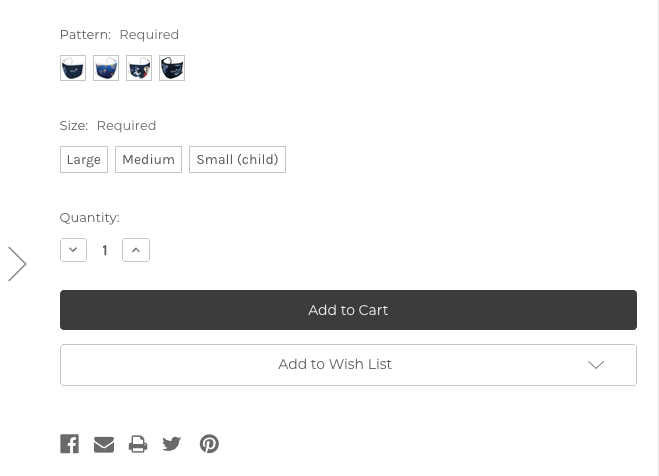 Pattern: Required
Size: Required
Large Medium Small (child)
Quantity:
1
Add to Cart
Add to Wish List